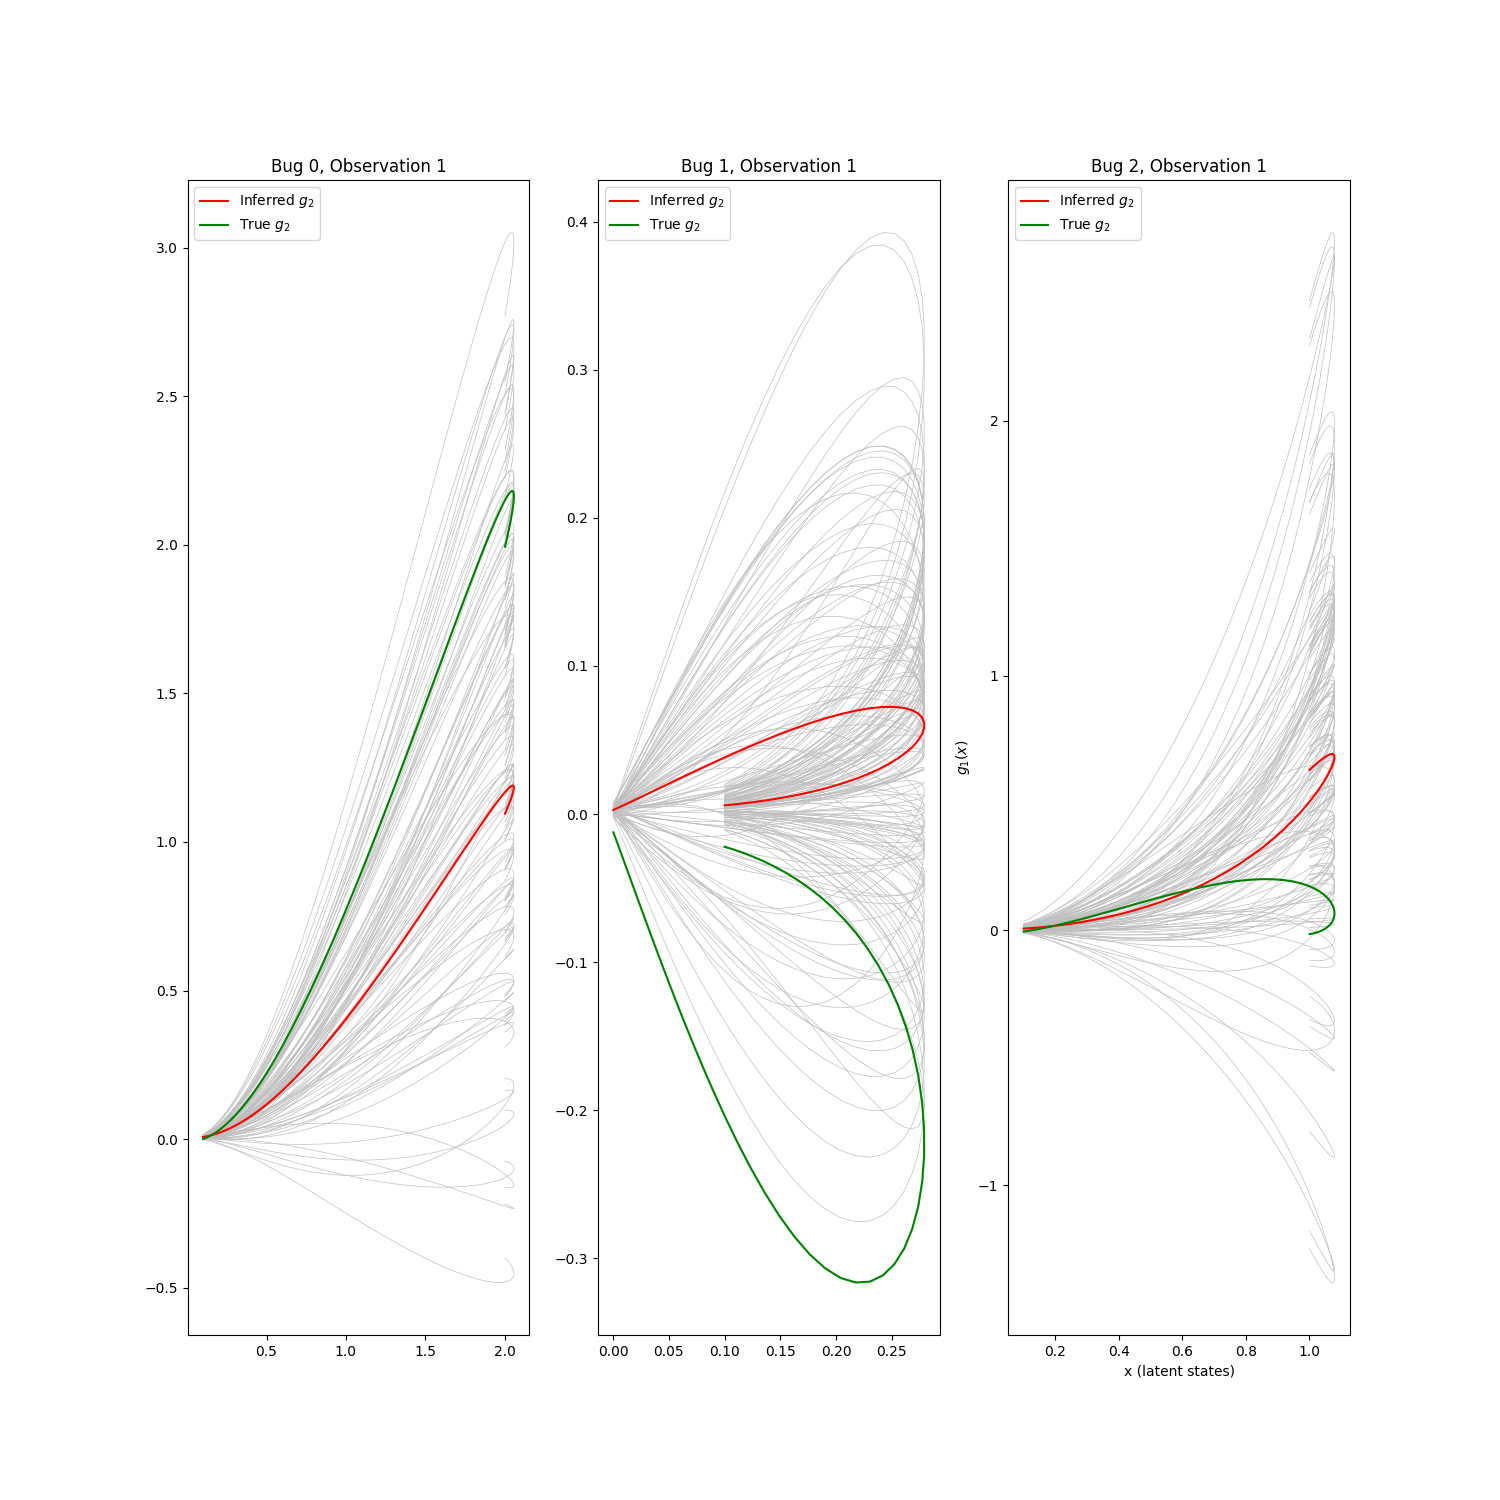 Bug 0, Observation 1
Inferred g₂
True g₂
3.0
2.5
2.0
1.5
1.0
0.5
0.0
−0.5
0.5 1.0 1.5 2.0
Bug 1, Observation 1
Inferred g₂
True g₂
0.4
0.3
0.2
0.1
0.0
−0.1
−0.2
−0.3
0.00 0.05 0.10 0.15 0.20 0.25
Bug 2, Observation 1
Inferred g₂
True g₂
g₁(x)
2
1
0
−1
0.2 0.4 0.6 0.8 1.0
x (latent states)